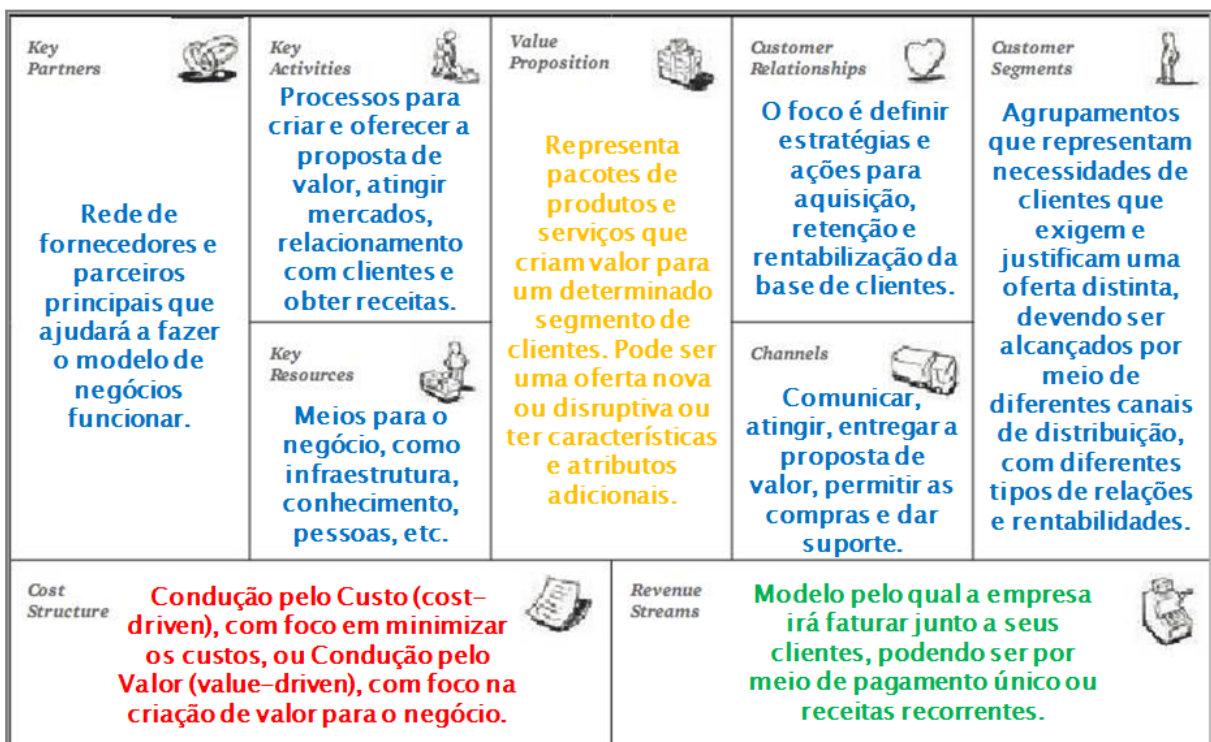 Key
Partners
Rede de
fornecedores e
parceiros
principais que
ajudará a fazer
o modelo de
negócios
funcionar.
Key
Activities
Processos para
criar e oferecer a
proposta de
valor, atingir
mercados,
relacionamento
com clientes e
obter receitas.
Key
Resources
Meios para o
negócio, como
infraestrutura,
conhecimento,
pessoas, etc.
Value
Proposition
Representa
pacotes de
produtos e
serviços que
criam valor para
um determinado
segmento de
clientes. Pode ser
uma oferta nova
ou disruptiva ou
ter características
e atributos
adicionais.
Customer
Relationships
O foco é definir
estratégias e
ações para
aquisição,
retenção e
rentabilização da
base de clientes.
Channels
Comunicar,
atingir, entregar a
proposta de
valor, permitir as
compras e dar
suporte.
Customer
Segments
Agrupamentos
que representam
necessidades de
clientes que
exigem e
justificam uma
oferta distinta,
devendo ser
alcançados por
meio de
diferentes canais
de distribuição,
com diferentes
tipos de relações
e rentabilidades.
Cost
Structure
Condução pelo Custo (cost-
driven), com foco em minimizar
os custos, ou Condução pelo
Valor (value-driven), com foco na
criação de valor para o negócio.
Revenue
Streams
Modelo pelo qual a empresa
irá faturar junto a seus
clientes, podendo ser por
meio de pagamento único ou
receitas recorrentes.